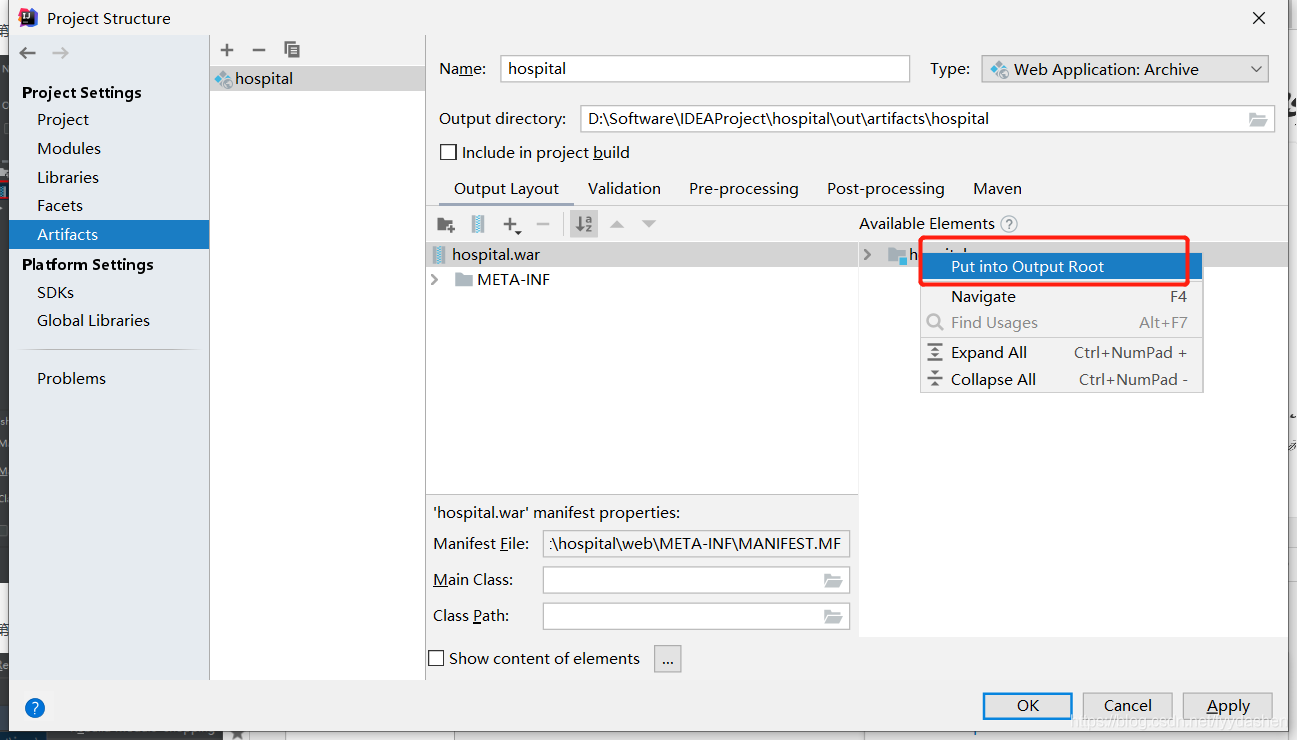 Project Structure
Project Settings
Project
Modules
Libraries
Facets
Artifacts
Platform Settings
SDKs
Global Libraries
Problems
hospital
Name: hospital Type: Web Application: Archive
Output directory: D:\Software\IDEAProject\hospital\out\artifacts\hospital
Include in project build
Output Layout Validation Pre-processing Post-processing Maven
Available Elements ?
hospital.war
META-INF
Put into Output Root
Navigate F4
Find Usages Alt+F7
Expand All Ctrl+NumPad +
Collapse All Ctrl+NumPad -
'hospital.war' manifest properties:
Manifest File: :\hospital\web\META-INF\MANIFEST.MF
Main Class:
Class Path:
Show content of elements ...
? OK Cancel Apply
https://blog.csdn.net/lyydashen